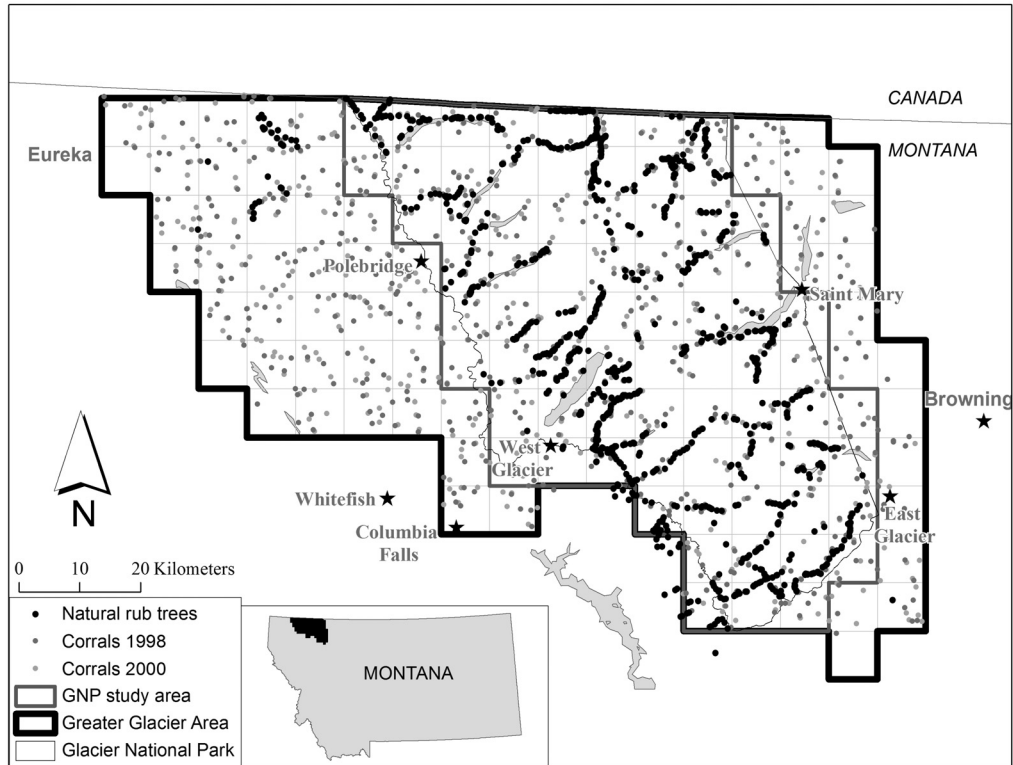 CANADA
MONTANA
Eureka
Polebridge
Saint Mary
Browning
West
Glacier
Whitefish
Columbia
Falls
East
Glacier
N
0 10 20 Kilometers
Natural rub trees
Corrals 1998
Corrals 2000
GNP study area
Greater Glacier Area
Glacier National Park
MONTANA